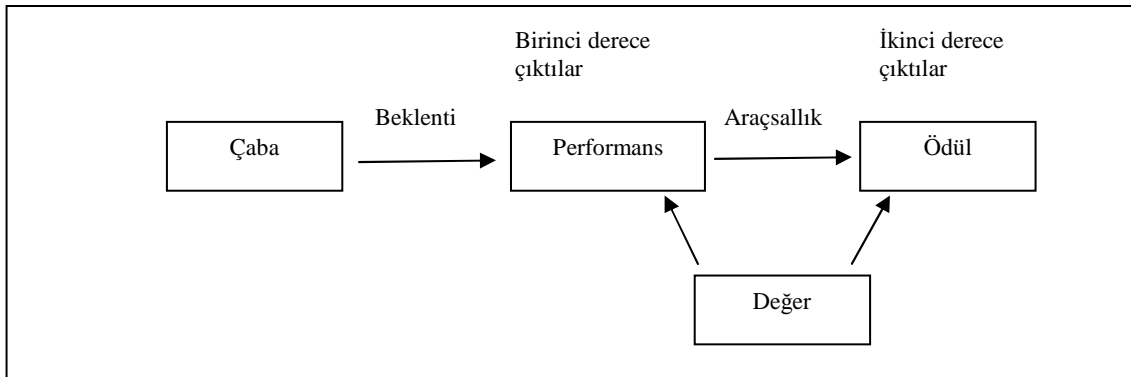 Birinci derece
çıktılar
İkinci derece
çıktılar
Beklenti
Araçsallık
Çaba
Performans
Ödül
Değer